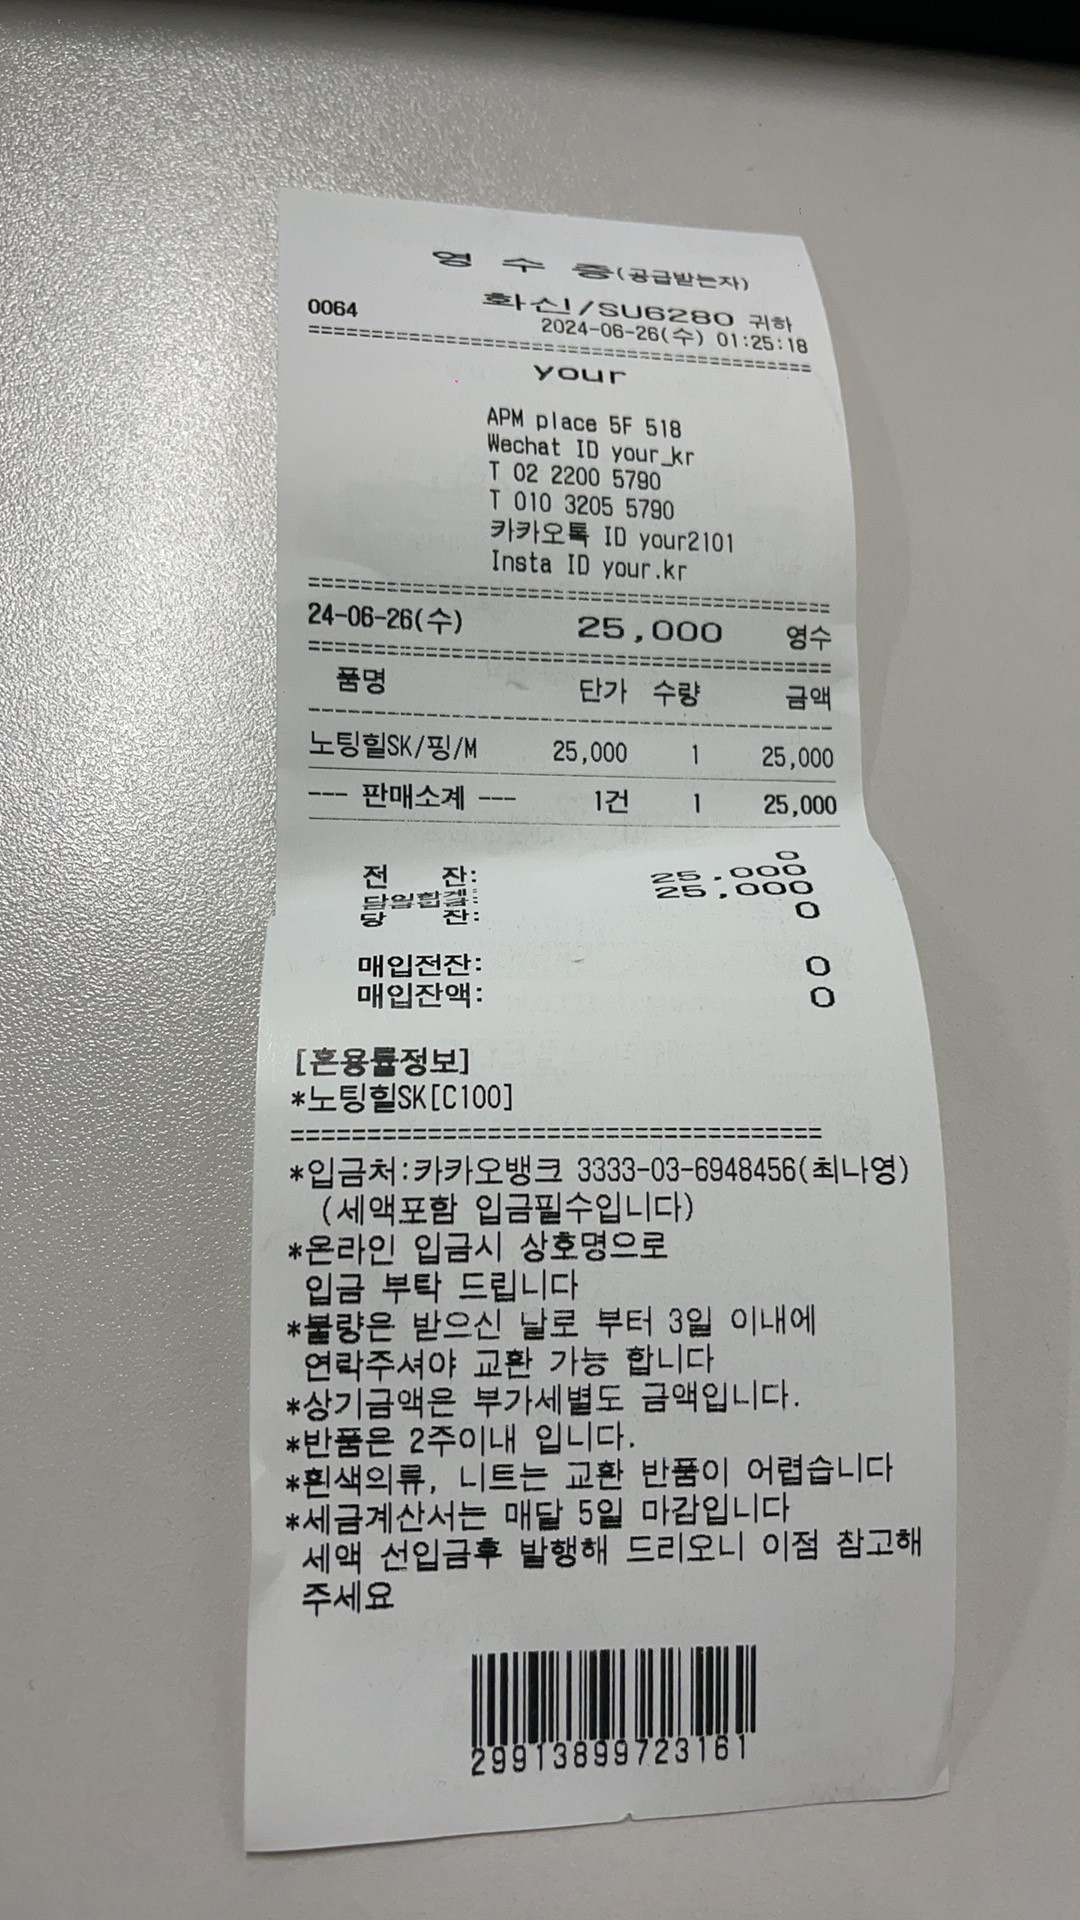 영 수 증(공급받는자)
0064 화신/SU6280 귀하
2024-06-26(수) 01:25:18
========================================
your
APM place 5F 518
Wechat ID your_kr
T 02 2200 5790
T 010 3205 5790
카카오톡 ID your2101
Insta ID your.kr
========================================
24-06-26(수) 25,000 영수
========================================
품명 단가 수량 금액
----------------------------------------
노팅힐SK/핑/M 25,000 1 25,000
--- 판매소계 --- 1건 1 25,000
전 잔: 0
25,000
당일합계: 25,000
당 잔: 0
매입전잔: 0
매입잔액: 0
[혼용률정보]
*노팅힐SK[C100]
========================================
*입금처:카카오뱅크 3333-03-6948456(최나영)
(세액포함 입금필수입니다)
*온라인 입금시 상호명으로
입금 부탁 드립니다
*불량은 받으신 날로 부터 3일 이내에
연락주셔야 교환 가능 합니다
*상기금액은 부가세별도 금액입니다.
*반품은 2주이내 입니다.
*흰색의류, 니트는 교환 반품이 어렵습니다
*세금계산서는 매달 5일 마감입니다
세액 선입금후 발행해 드리오니 이점 참고해
주세요
29913899723161